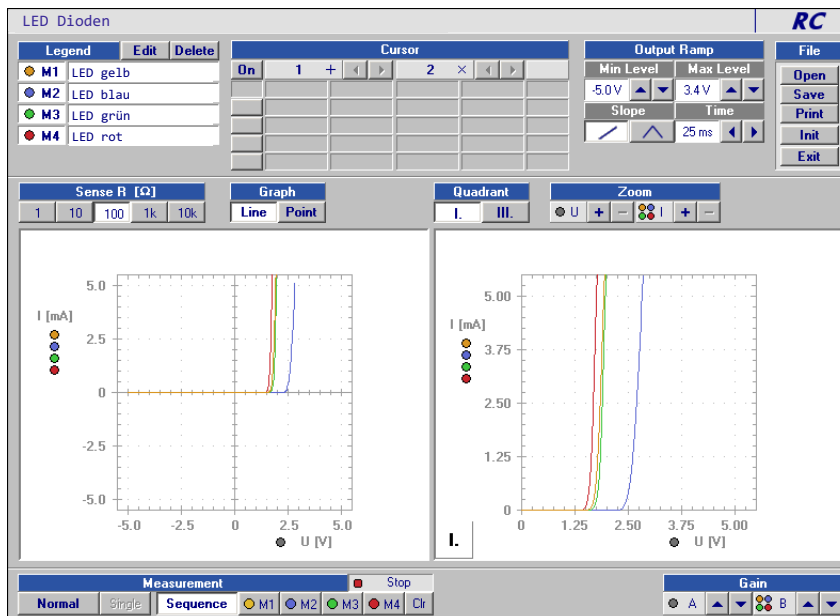 LED Dioden RC
Legend Edit Delete Cursor Output Ramp File
M1 LED gelb On 1 + 2 × Min Level Max Level Open
M2 LED blau -5.0 V 3.4 V Save
M3 LED grün Slope Time Print
M4 LED rot 25 ms Init
Exit
Sense R [Ω] Graph Quadrant Zoom
1 10 100 1k 10k Line Point I. III. U + − I + −
5.0
I [mA]
2.5
0
-2.5
-5.0
-5.0 -2.5 0 2.5 5.0
U [V]
5.00
I [mA]
3.75
2.50
1.25
0
0 1.25 2.50 3.75 5.00
I. U [V]
Measurement Stop Gain
Normal Single Sequence M1 M2 M3 M4 Clr A B